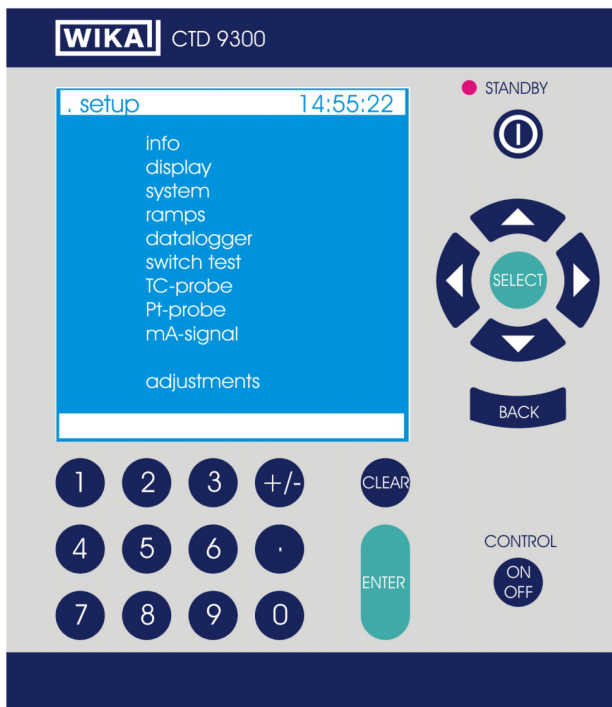 WIKAI CTD 9300
. setup 14:55:22
info
display
system
ramps
datalogger
switch test
TC-probe
Pt-probe
mA-signal
adjustments
STANDBY
SELECT
BACK
1 2 3 +/- CLEAR
4 5 6 .
7 8 9 0
ENTER
CONTROL
ON
OFF